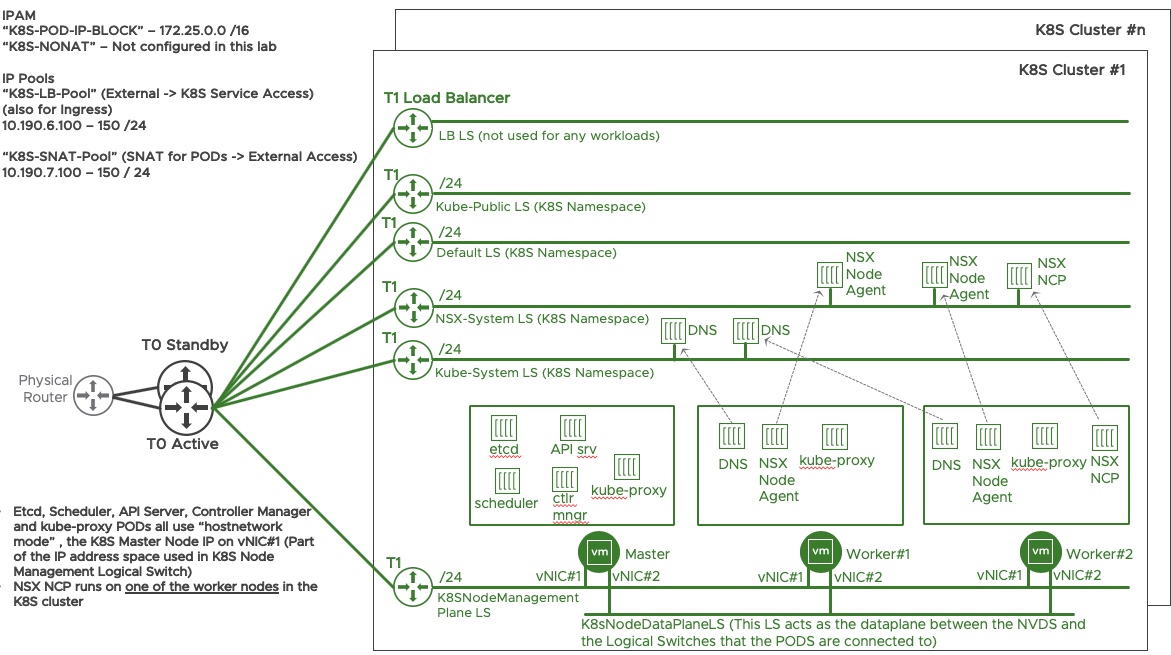 IPAM
“K8S-POD-IP-BLOCK” – 172.25.0.0 /16
“K8S-NONAT” – Not configured in this lab
IP Pools
“K8S-LB-Pool” (External -> K8S Service Access)
(also for Ingress)
10.190.6.100 – 150 /24
“K8S-SNAT-Pool” (SNAT for PODs -> External Access)
10.190.7.100 – 150 / 24
K8S Cluster #n
K8S Cluster #1
T1 Load Balancer
LB LS (not used for any workloads)
T1
/24
Kube-Public LS (K8S Namespace)
T1
/24
Default LS (K8S Namespace)
NSX
Node
Agent
NSX
Node
Agent
NSX
NCP
T1
/24
NSX-System LS (K8S Namespace)
DNS
DNS
T1
/24
Kube-System LS (K8S Namespace)
T0 Standby
Physical
Router
T0 Active
etcd
API srv
scheduler
ctlr
mngr
kube-proxy
DNS
NSX
Node
Agent
kube-proxy
DNS
NSX
Node
Agent
kube-proxy
NSX
NCP
Etcd, Scheduler, API Server, Controller Manager
and kube-proxy PODs all use “hostnetwork
mode” , the K8S Master Node IP on vNIC#1 (Part
of the IP address space used in K8S Node
Management Logical Switch)
NSX NCP runs on one of the worker nodes in the
K8S cluster
vm
Master
vm
Worker#1
vm
Worker#2
T1
/24
vNIC#1
vNIC#2
vNIC#1
vNIC#2
vNIC#1
vNIC#2
K8SNodeManagement
Plane LS
K8sNodeDataPlaneLS (This LS acts as the dataplane between the NVDS and
the Logical Switches that the PODS are connected to)